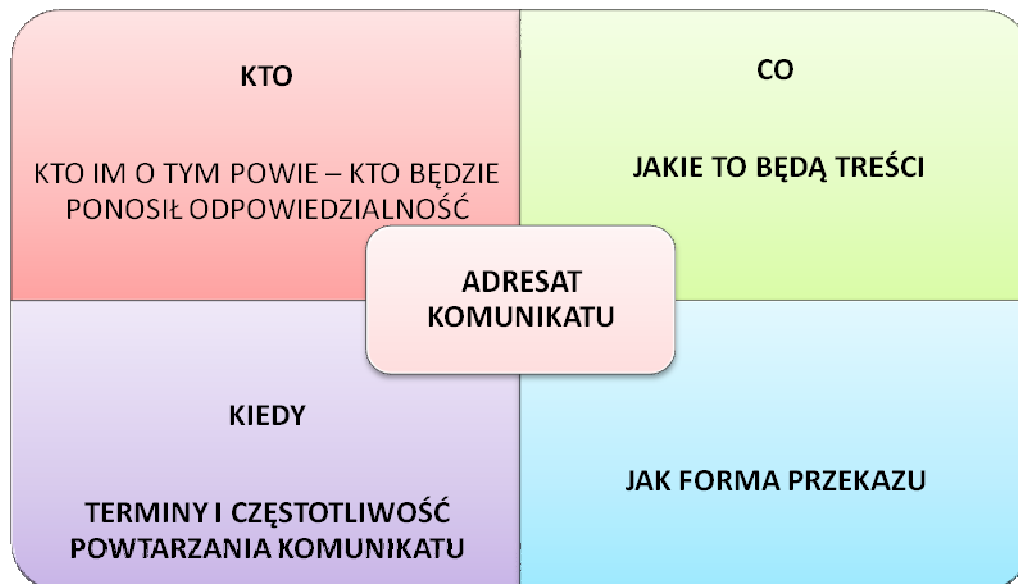 KTO
KTO IM O TYM POWIE – KTO BĘDZIE
PONOSIŁ ODPOWIEDZIALNOŚĆ
CO
JAKIE TO BĘDĄ TREŚCI
ADRESAT
KOMUNIKATU
KIEDY
TERMINY I CZĘSTOTLIWOŚĆ
POWTARZANIA KOMUNIKATU
JAK FORMA PRZEKAZU